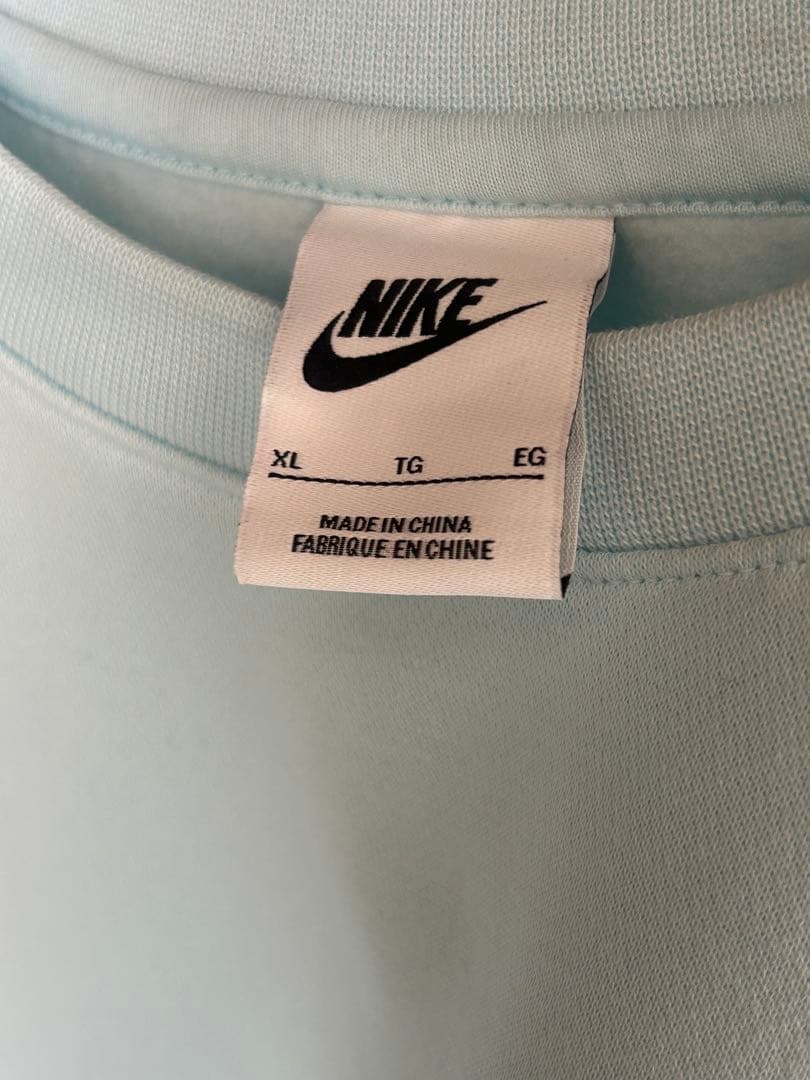 NIKE
XL TG EG
MADE IN CHINA
FABRIQUE EN CHINE